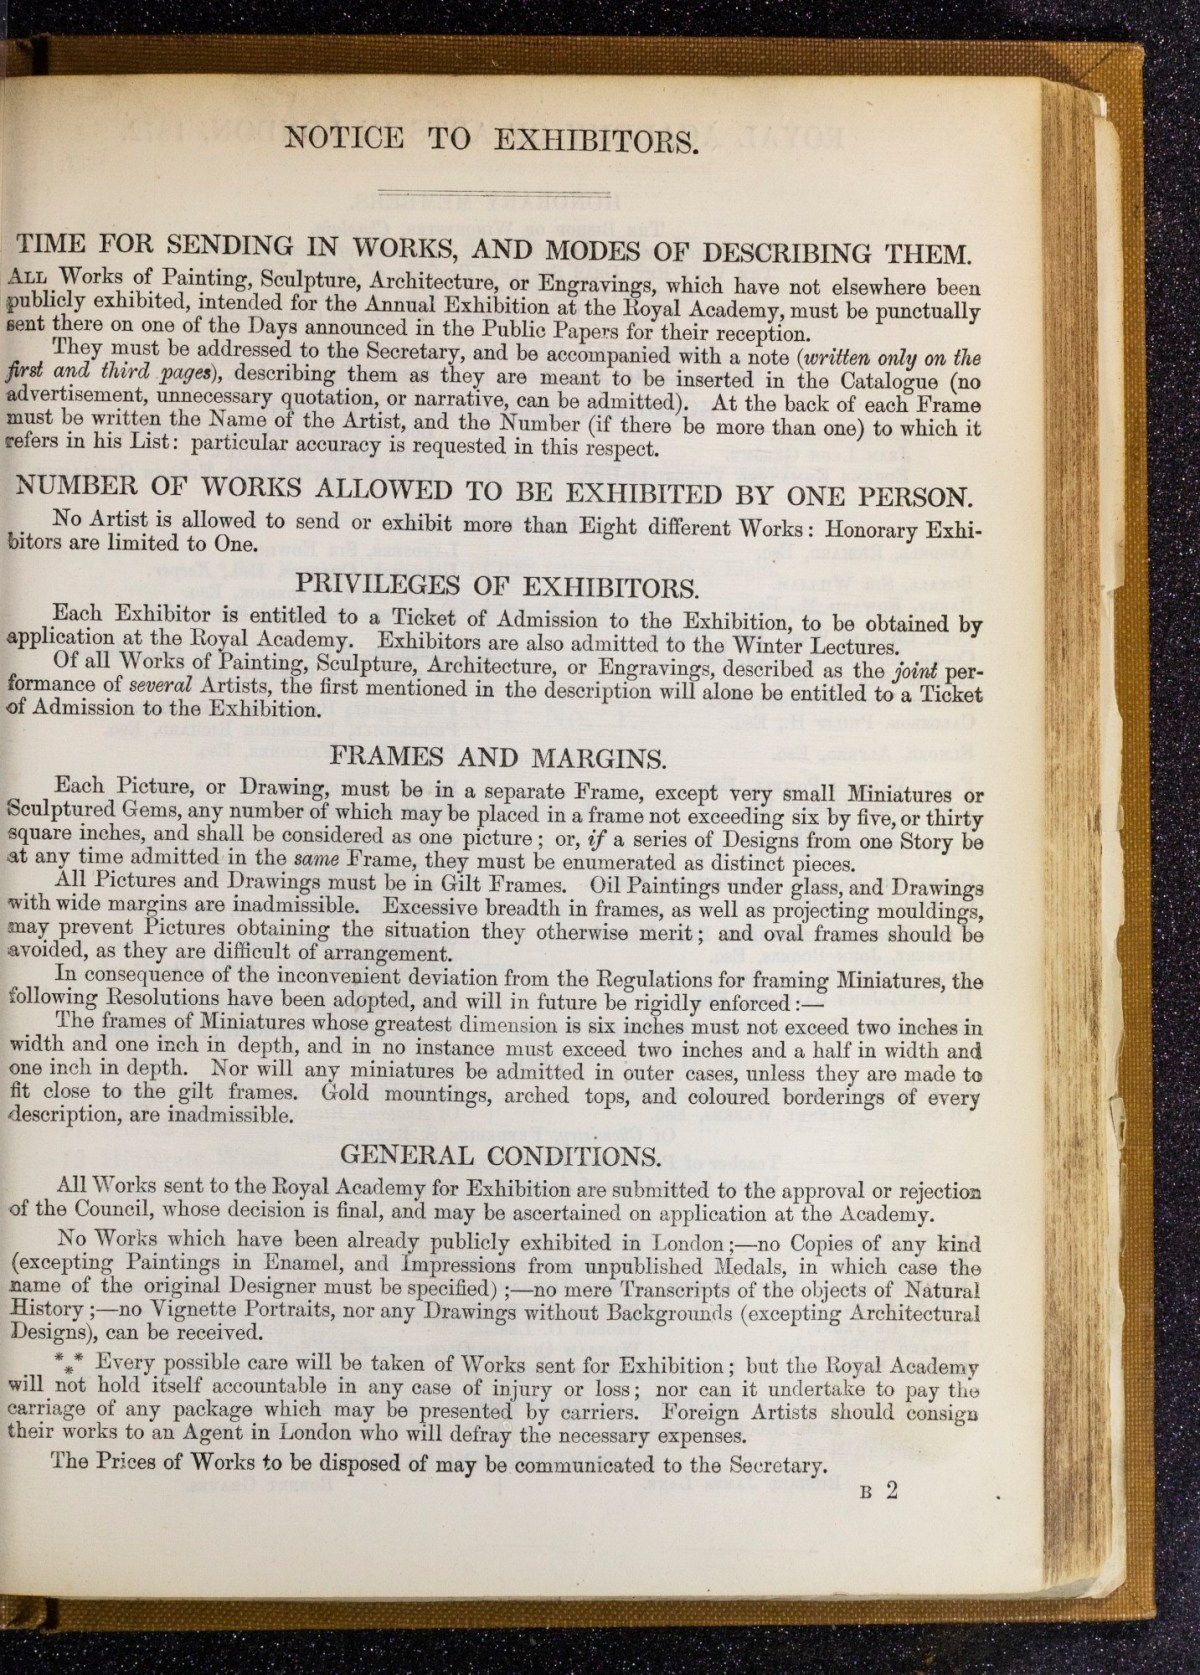 NOTICE TO EXHIBITORS.
TIME FOR SENDING IN WORKS, AND MODES OF DESCRIBING THEM.
ALL Works of Painting, Sculpture, Architecture, or Engravings, which have not elsewhere been
publicly exhibited, intended for the Annual Exhibition at the Royal Academy, must be punctually
sent there on one of the Days announced in the Public Papers for their reception.
They must be addressed to the Secretary, and be accompanied with a note (written only on the
first and third pages), describing them as they are meant to be inserted in the Catalogue (no
advertisement, unnecessary quotation, or narrative, can be admitted). At the back of each Frame
must be written the Name of the Artist, and the Number (if there be more than one) to which it
refers in his List: particular accuracy is requested in this respect.
NUMBER OF WORKS ALLOWED TO BE EXHIBITED BY ONE PERSON.
No Artist is allowed to send or exhibit more than Eight different Works: Honorary Exhi-
bitors are limited to One.
PRIVILEGES OF EXHIBITORS.
Each Exhibitor is entitled to a Ticket of Admission to the Exhibition, to be obtained by
application at the Royal Academy. Exhibitors are also admitted to the Winter Lectures.
Of all Works of Painting, Sculpture, Architecture, or Engravings, described as the joint per-
formance of several Artists, the first mentioned in the description will alone be entitled to a Ticket
of Admission to the Exhibition.
FRAMES AND MARGINS.
Each Picture, or Drawing, must be in a separate Frame, except very small Miniatures or
Sculptured Gems, any number of which may be placed in a frame not exceeding six by five, or thirty
square inches, and shall be considered as one picture; or, if a series of Designs from one Story be
at any time admitted in the same Frame, they must be enumerated as distinct pieces.
All Pictures and Drawings must be in Gilt Frames. Oil Paintings under glass, and Drawings
with wide margins are inadmissible. Excessive breadth in frames, as well as projecting mouldings,
may prevent Pictures obtaining the situation they otherwise merit; and oval frames should be
avoided, as they are difficult of arrangement.
In consequence of the inconvenient deviation from the Regulations for framing Miniatures, the
following Resolutions have been adopted, and will in future be rigidly enforced:—
The frames of Miniatures whose greatest dimension is six inches must not exceed two inches in
width and one inch in depth, and in no instance must exceed two inches and a half in width and
one inch in depth. Nor will any miniatures be admitted in outer cases, unless they are made to
fit close to the gilt frames. Gold mountings, arched tops, and coloured borderings of every
description, are inadmissible.
GENERAL CONDITIONS.
All Works sent to the Royal Academy for Exhibition are submitted to the approval or rejection
of the Council, whose decision is final, and may be ascertained on application at the Academy.
No Works which have been already publicly exhibited in London;—no Copies of any kind
(excepting Paintings in Enamel, and Impressions from unpublished Medals, in which case the
name of the original Designer must be specified);—no mere Transcripts of the objects of Natural
History;—no Vignette Portraits, nor any Drawings without Backgrounds (excepting Architectural
Designs), can be received.
*** Every possible care will be taken of Works sent for Exhibition; but the Royal Academy
will not hold itself accountable in any case of injury or loss; nor can it undertake to pay the
carriage of any package which may be presented by carriers. Foreign Artists should consign
their works to an Agent in London who will defray the necessary expenses.
The Prices of Works to be disposed of may be communicated to the Secretary.
B 2